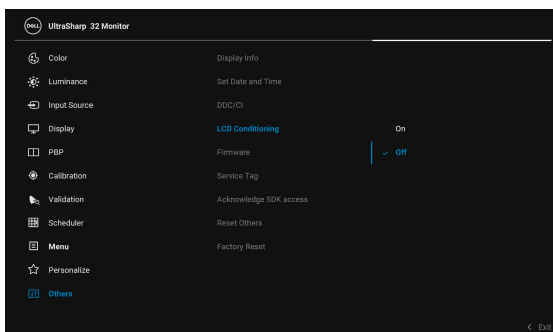 DELL UltraSharp 32 Monitor
Color Display Info
Luminance Set Date and Time
Input Source DDC/CI
Display LCD Conditioning On
PBP Firmware Off
Calibration Service Tag
Validation Acknowledge SDK access
Scheduler Reset Others
Menu Factory Reset
Personalize
Others
Exit